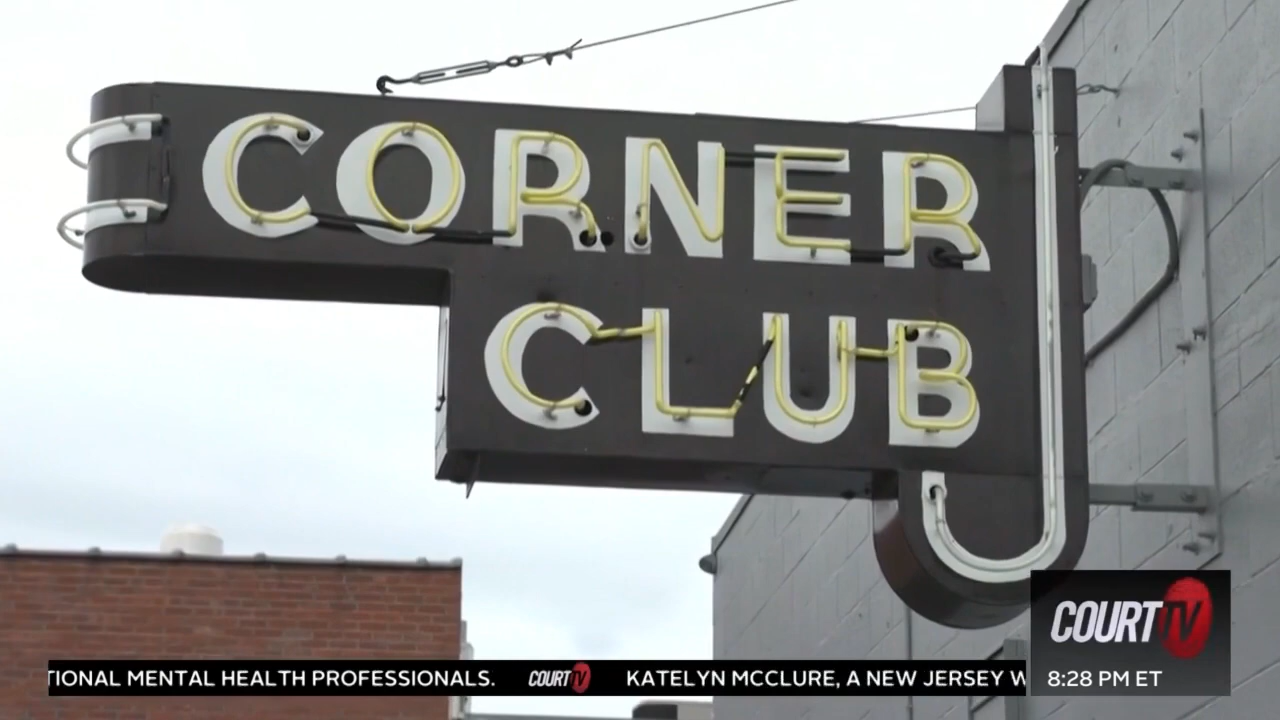 CORNER
CLUB
COURT TV
TIONAL MENTAL HEALTH PROFESSIONALS. COURT TV KATELYN MCCLURE, A NEW JERSEY W
8:28 PM ET